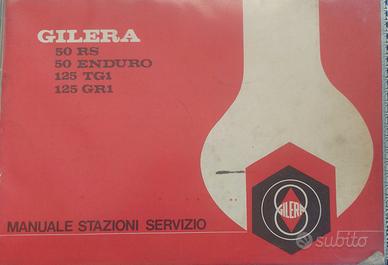 GILERA
50 RS
50 ENDURO
125 TG1
125 GR1
GILERA
MANUALE STAZIONI SERVIZIO
subito